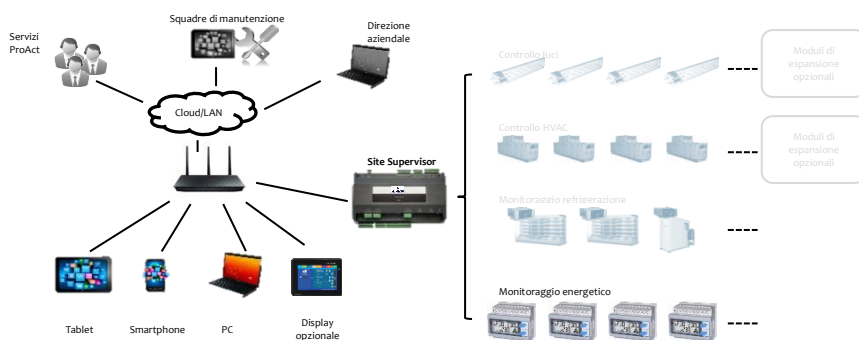 Servizi
ProAct
Squadre di manutenzione
Direzione
aziendale
Cloud/LAN
Site Supervisor
Tablet
Smartphone
PC
Display
opzionale
Controllo luci
Moduli di
espansione
opzionali
Controllo HVAC
Moduli di
espansione
opzionali
Monitoraggio refrigerazione
Monitoraggio energetico